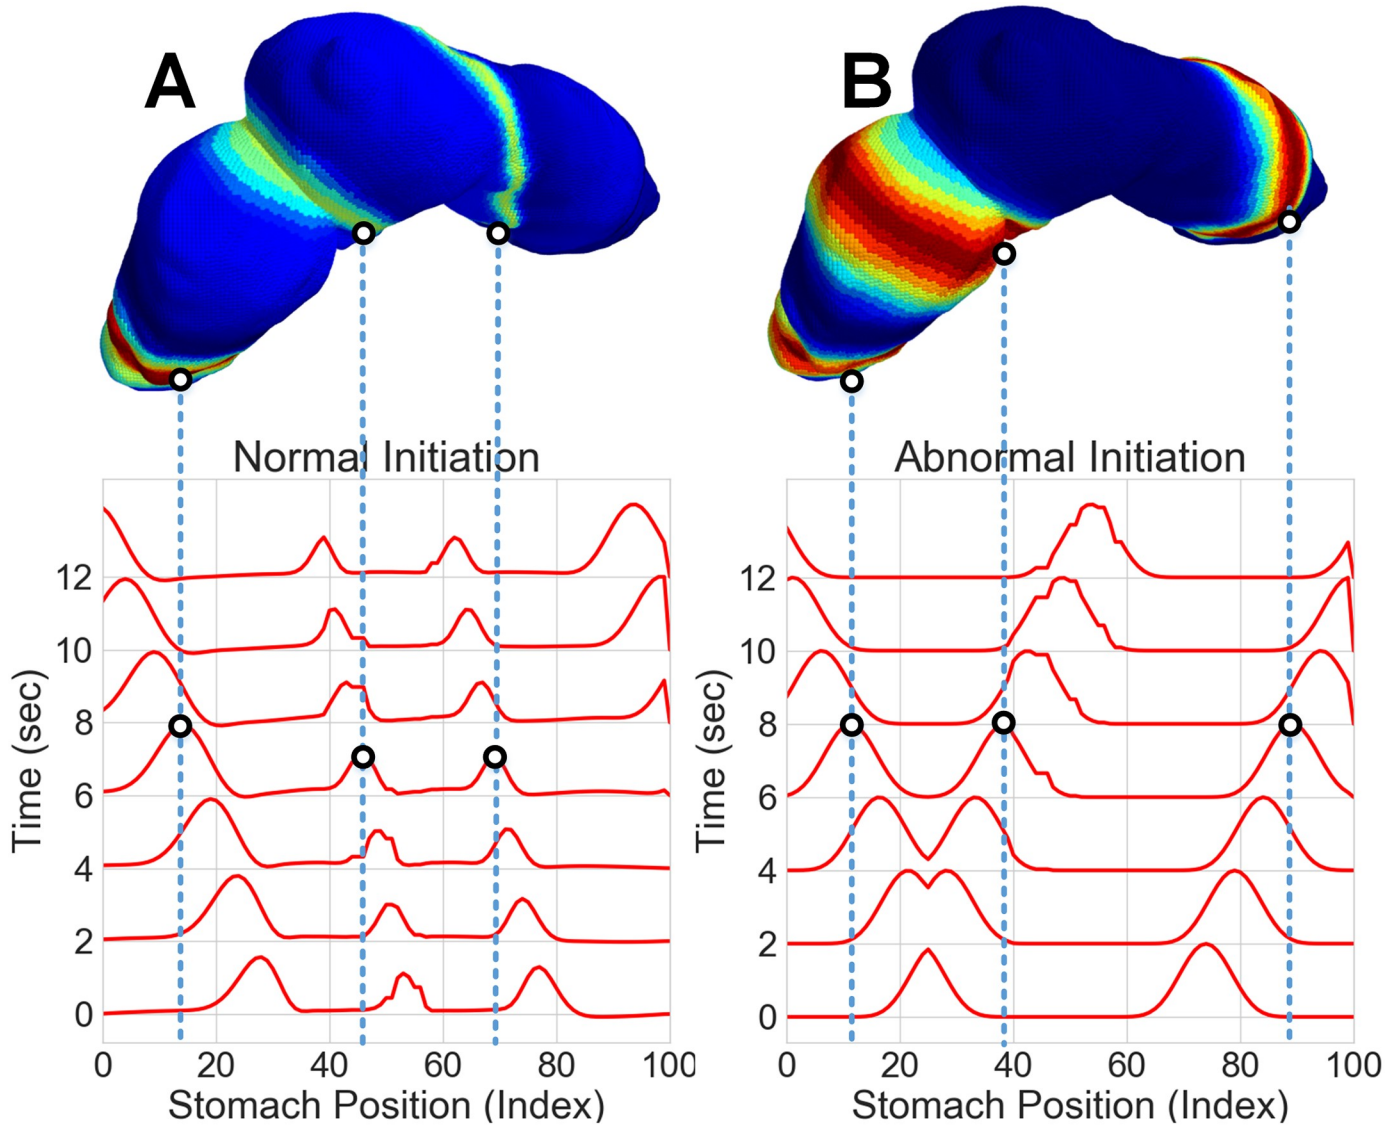 A
B
Normal Initiation
Abnormal Initiation
Time (sec)
12
10
8
6
4
2
0
0 20 40 60 80 100
Stomach Position (Index)
Time (sec)
12
10
8
6
4
2
0
0 20 40 60 80 100
Stomach Position (Index)